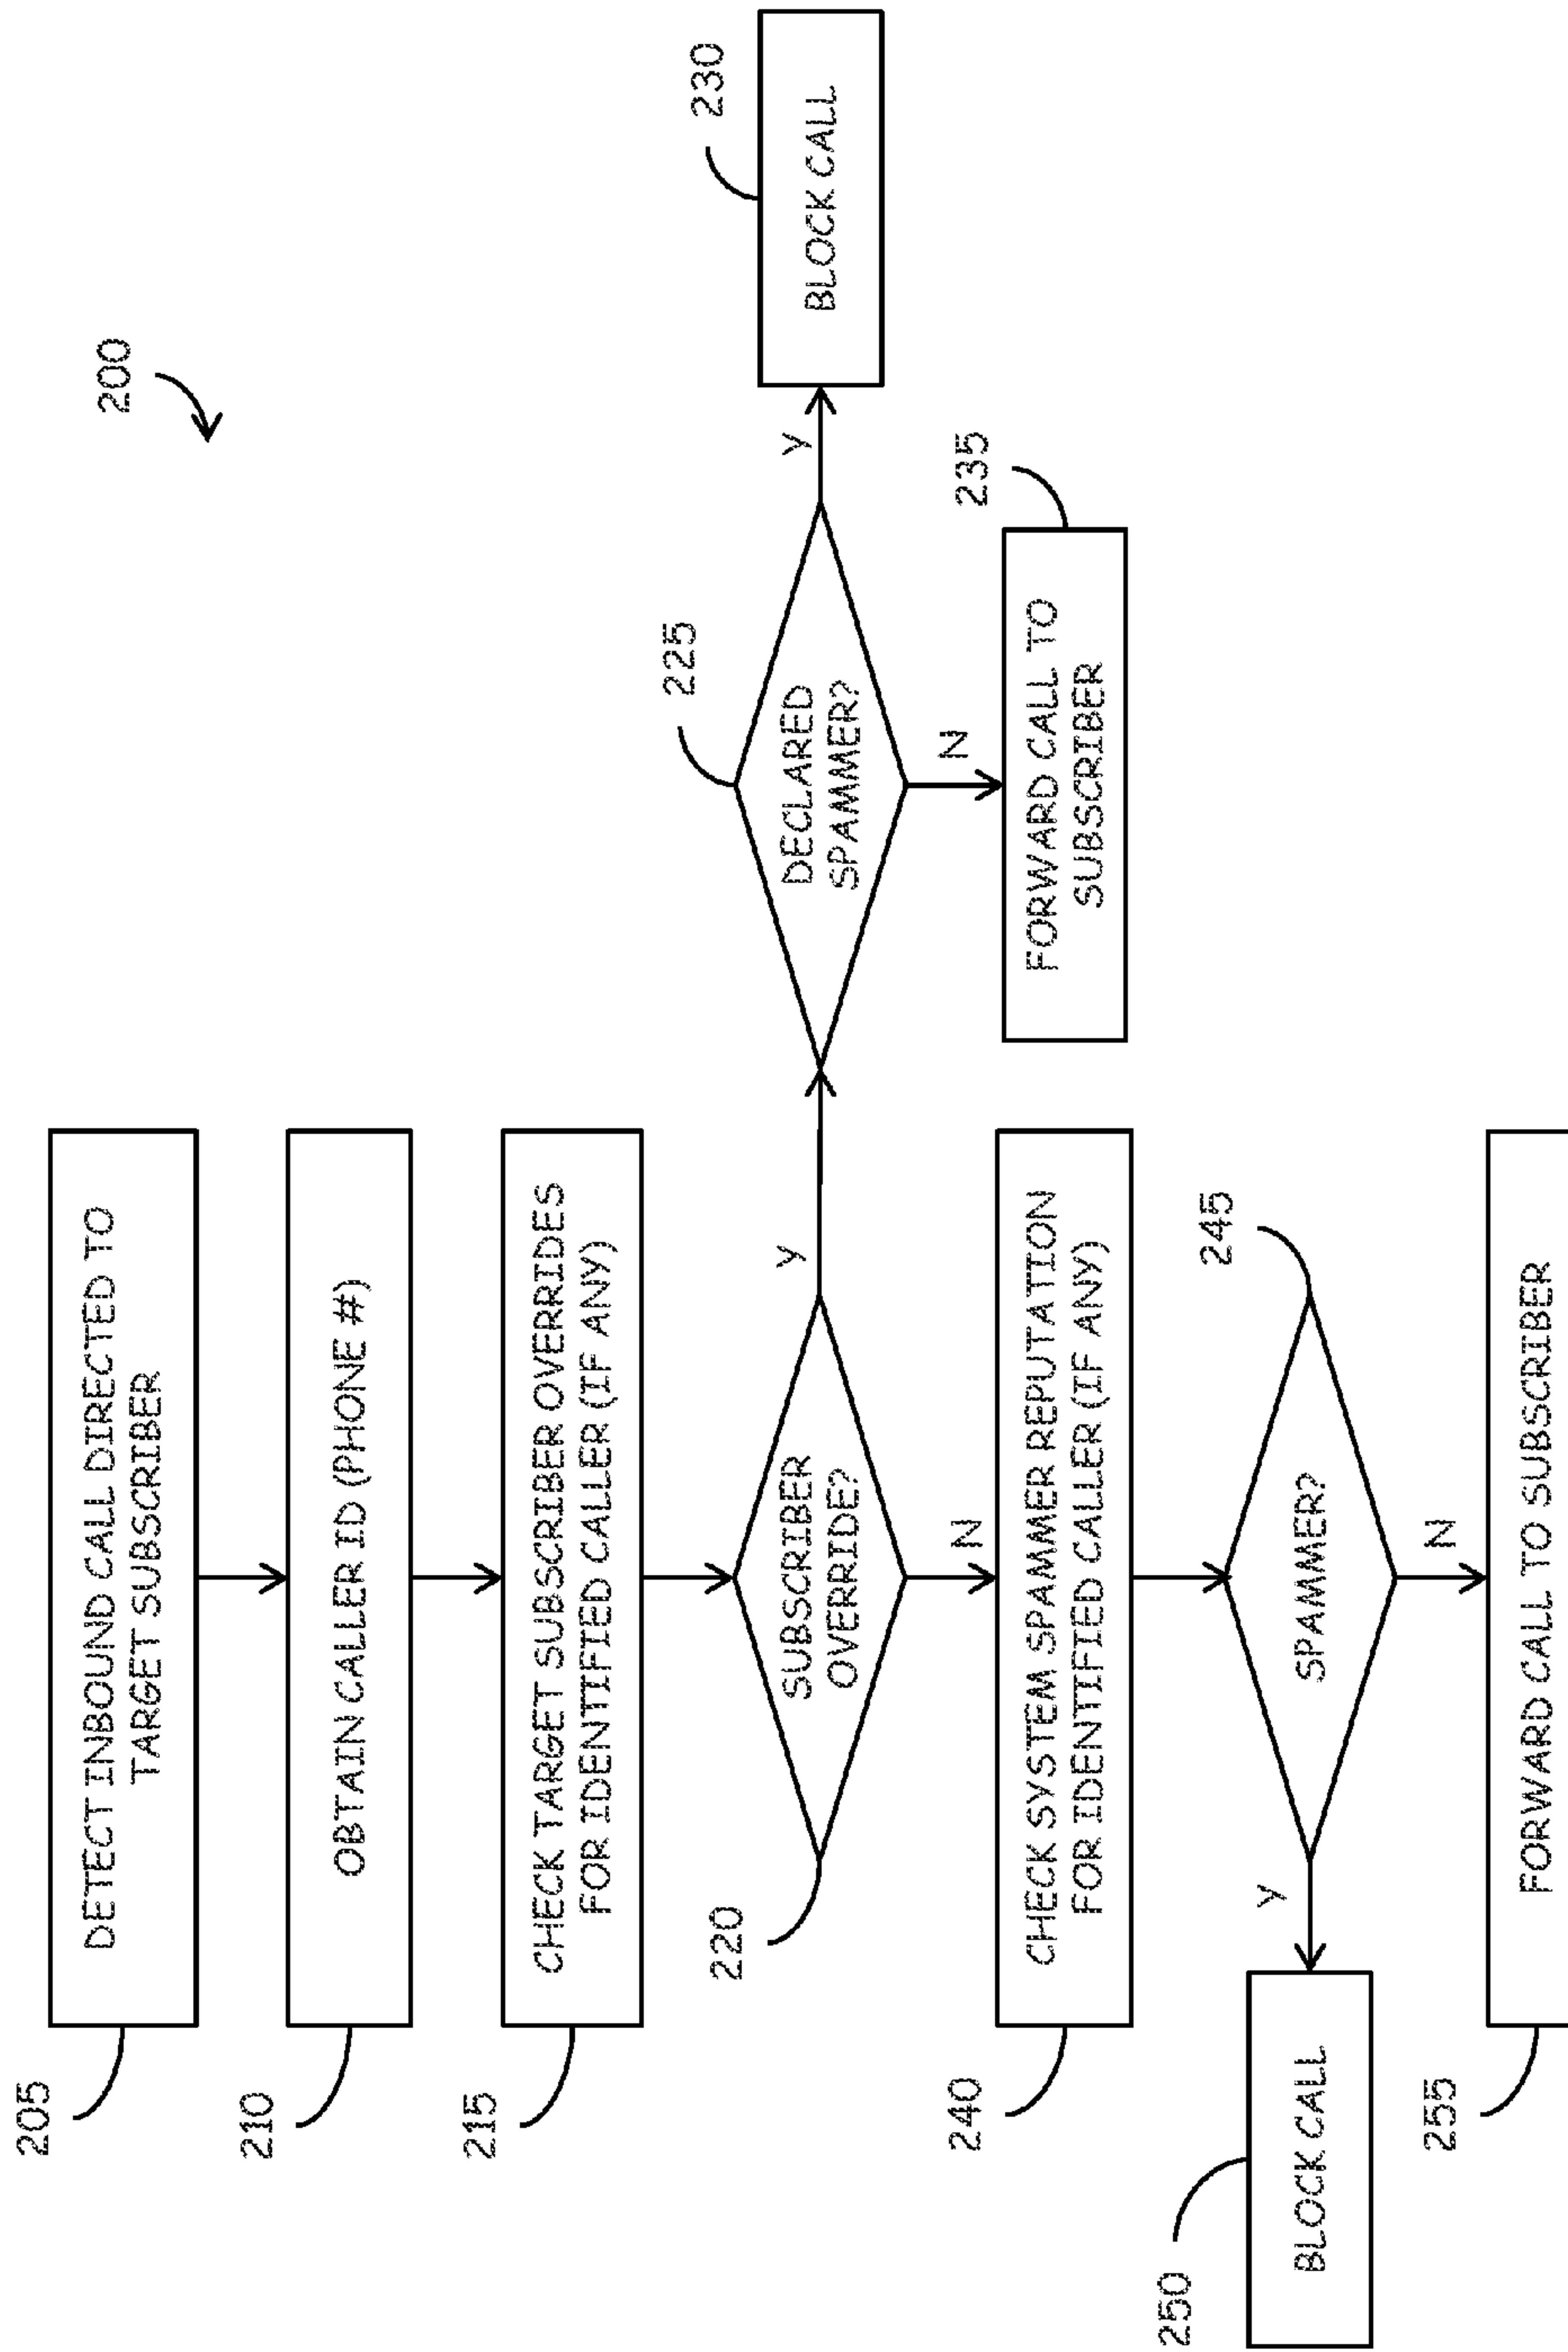 200
205
DETECT INBOUND CALL DIRECTED TO
TARGET SUBSCRIBER
210
OBTAIN CALLER ID (PHONE #)
215
CHECK TARGET SUBSCRIBER OVERRIDES
FOR IDENTIFIED CALLER (IF ANY)
220
SUBSCRIBER
OVERRIDE?
Y
N
225
DECLARED
SPAMMER?
Y
N
230
BLOCK CALL
235
FORWARD CALL TO
SUBSCRIBER
240
CHECK SYSTEM SPAMMER REPUTATION
FOR IDENTIFIED CALLER (IF ANY)
245
SPAMMER?
Y
N
250
BLOCK CALL
255
FORWARD CALL TO SUBSCRIBER